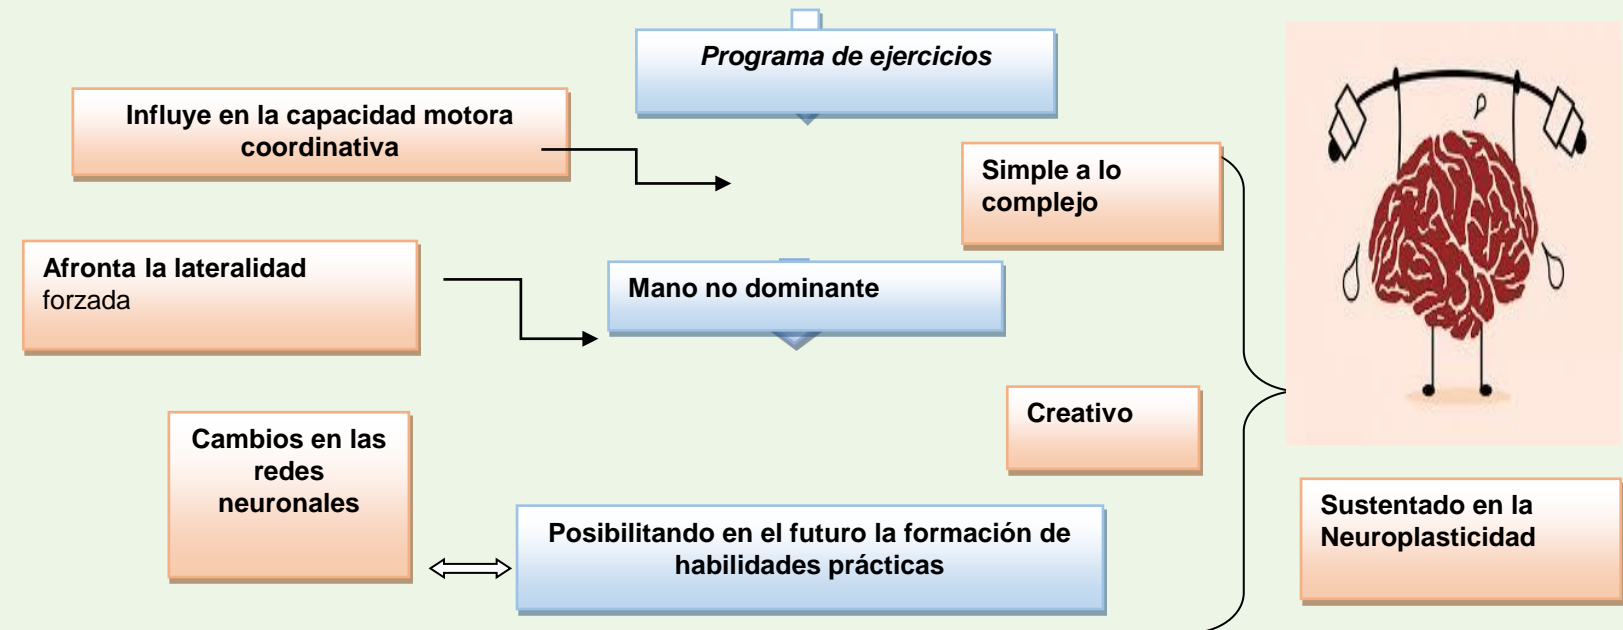 Programa de ejercicios
Influye en la capacidad motora
coordinativa
Simple a lo
complejo
Afronta la lateralidad
forzada
Mano no dominante
Creativo
Cambios en las
redes
neuronales
Posibilitando en el futuro la formación de
habilidades prácticas
Sustentado en la
Neuroplasticidad